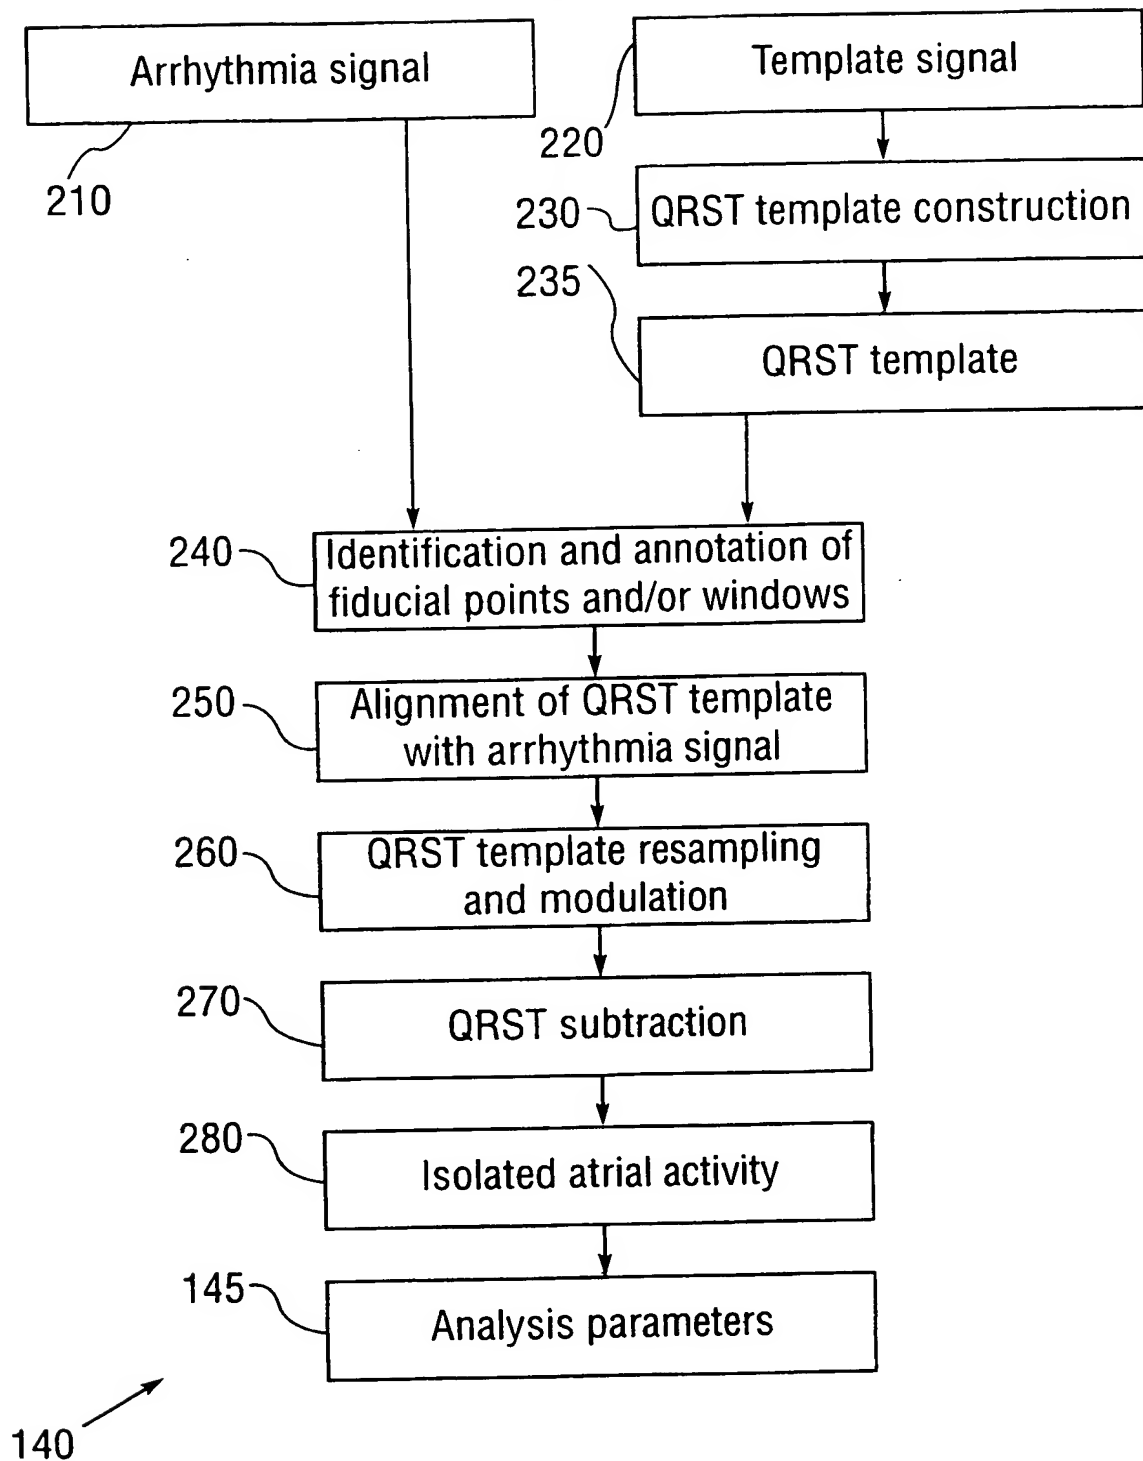 Arrhythmia signal
210
Template signal
220
230
QRST template construction
235
QRST template
240
Identification and annotation of
fiducial points and/or windows
250
Alignment of QRST template
with arrhythmia signal
260
QRST template resampling
and modulation
270
QRST subtraction
280
Isolated atrial activity
145
Analysis parameters
140